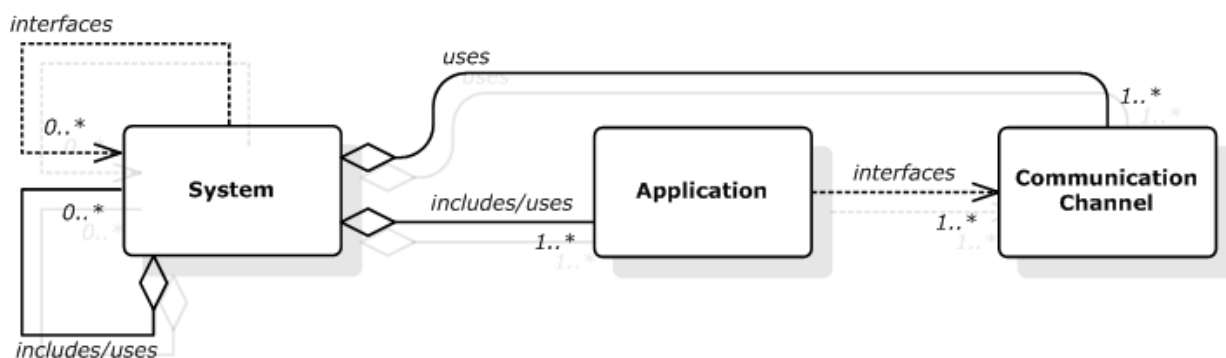 interfaces
uses
0..*
1..*
System
Application
interfaces
Communication
Channel
0..*
includes/uses
1..*
1..*
includes/uses